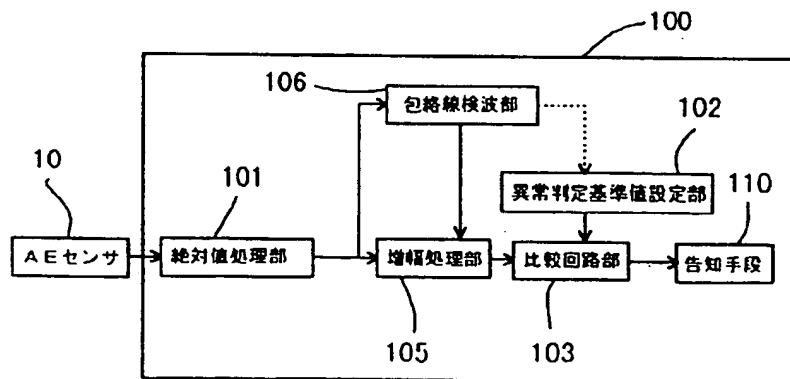 100
106
包絡線検波部
102
10
101
異常判定基準値設定部
110
AEセンサ
絶対値処理部
増幅処理部
比較回路部
告知手段
105
103